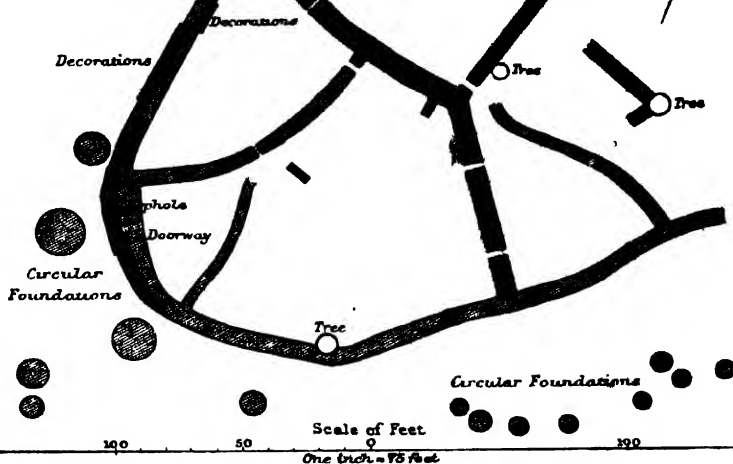 Decorations
Decorations
Tree
Tree
phole
Doorway
Circular
Foundations
Tree
Circular Foundations
Scale of Feet
100 50 0 100
One Inch = 75 feet